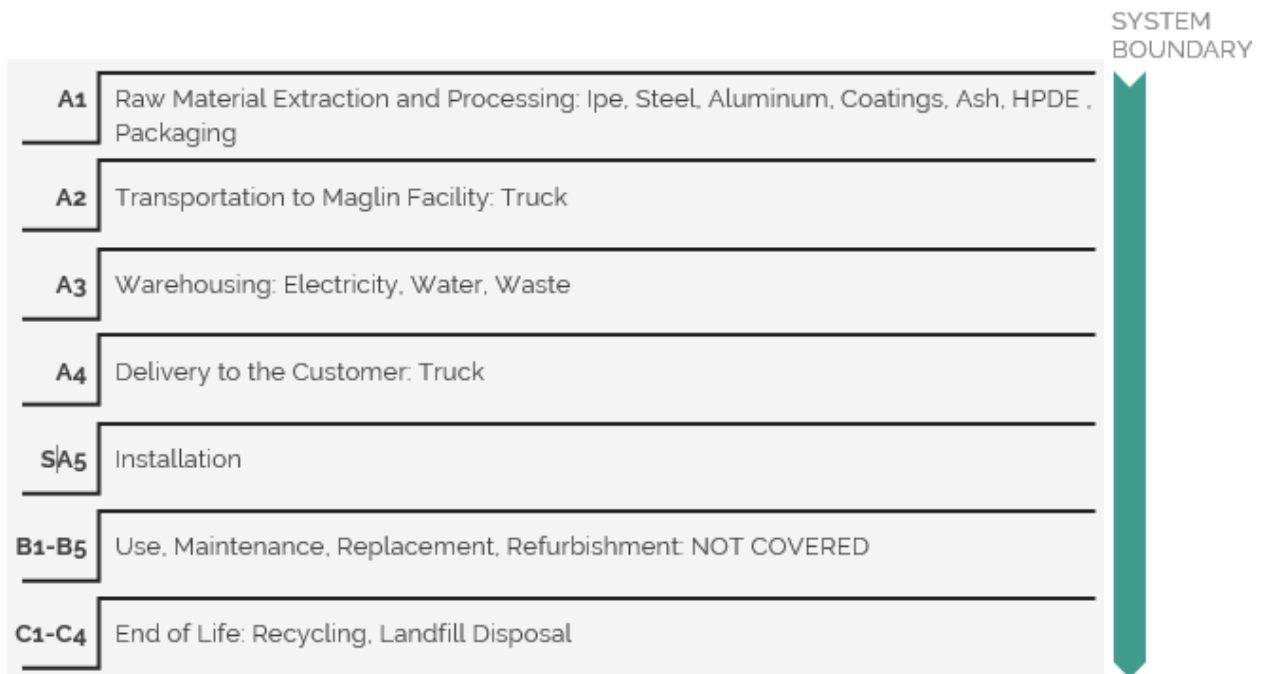 SYSTEM
BOUNDARY
A1 Raw Material Extraction and Processing: Ipe, Steel, Aluminum, Coatings, Ash, HPDE ,
Packaging
A2 Transportation to Maglin Facility: Truck
A3 Warehousing: Electricity, Water, Waste
A4 Delivery to the Customer: Truck
S|A5 Installation
B1-B5 Use, Maintenance, Replacement, Refurbishment: NOT COVERED
C1-C4 End of Life: Recycling, Landfill Disposal